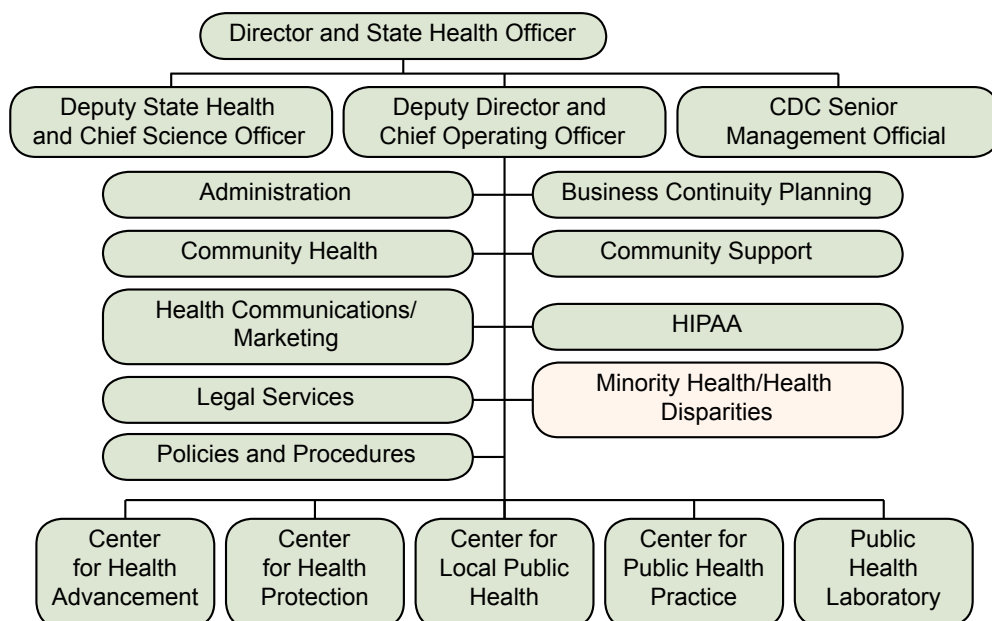 Director and State Health Officer
Deputy State Health
and Chief Science Officer
Deputy Director and
Chief Operating Officer
CDC Senior
Management Official
Administration
Business Continuity Planning
Community Health
Community Support
Health Communications/
Marketing
HIPAA
Legal Services
Minority Health/Health
Disparities
Policies and Procedures
Center
for Health
Advancement
Center
for Health
Protection
Center for
Local Public
Health
Center for
Public Health
Practice
Public
Health
Laboratory